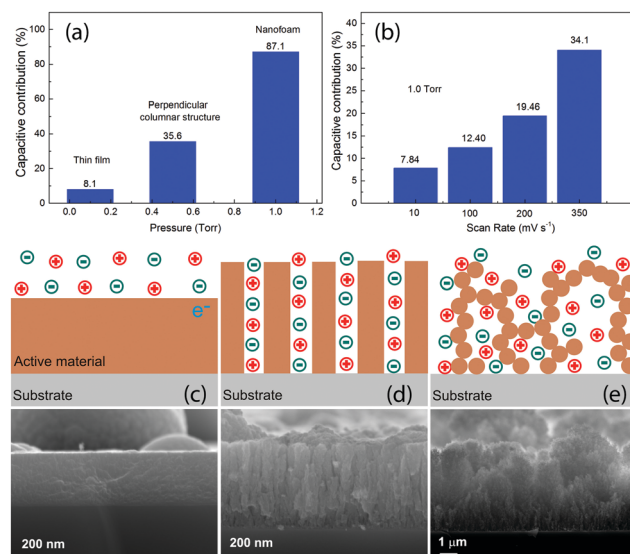 (a)
Nanofoam
87.1
Perpendicular
columnar structure
35.6
Thin film
8.1
Capacitive contribution (%)
100
80
60
40
20
0
0.0 0.2 0.4 0.6 0.8 1.0 1.2
Pressure (Torr)
(b)
34.1
1.0 Torr
19.46
12.40
7.84
Capacitive contribution (%)
40
35
30
25
20
15
10
5
0
10 100 200 350
Scan Rate (mV s⁻¹)
e⁻
Active material
Substrate (c)
Substrate (d)
Substrate (e)
200 nm
200 nm
1 μm